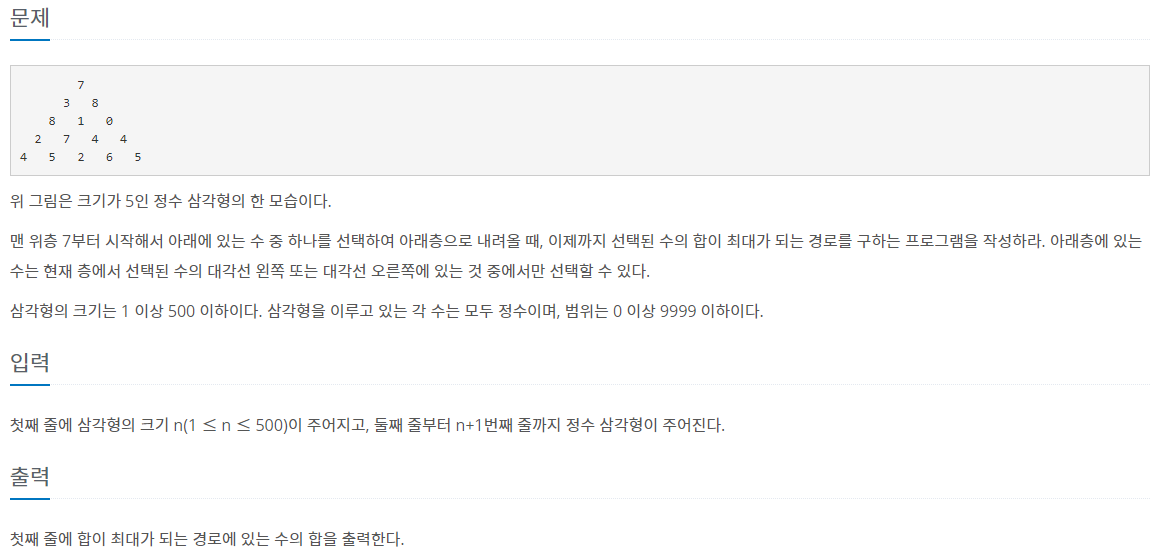 문제
7
3 8
8 1 0
2 7 4 4
4 5 2 6 5
위 그림은 크기가 5인 정수 삼각형의 한 모습이다.
맨 위층 7부터 시작해서 아래에 있는 수 중 하나를 선택하여 아래층으로 내려올 때, 이제까지 선택된 수의 합이 최대가 되는 경로를 구하는 프로그램을 작성하라. 아래층에 있는
수는 현재 층에서 선택된 수의 대각선 왼쪽 또는 대각선 오른쪽에 있는 것 중에서만 선택할 수 있다.
삼각형의 크기는 1 이상 500 이하이다. 삼각형을 이루고 있는 각 수는 모두 정수이며, 범위는 0 이상 9999 이하이다.
입력
첫째 줄에 삼각형의 크기 n(1 ≤ n ≤ 500)이 주어지고, 둘째 줄부터 n+1번째 줄까지 정수 삼각형이 주어진다.
출력
첫째 줄에 합이 최대가 되는 경로에 있는 수의 합을 출력한다.